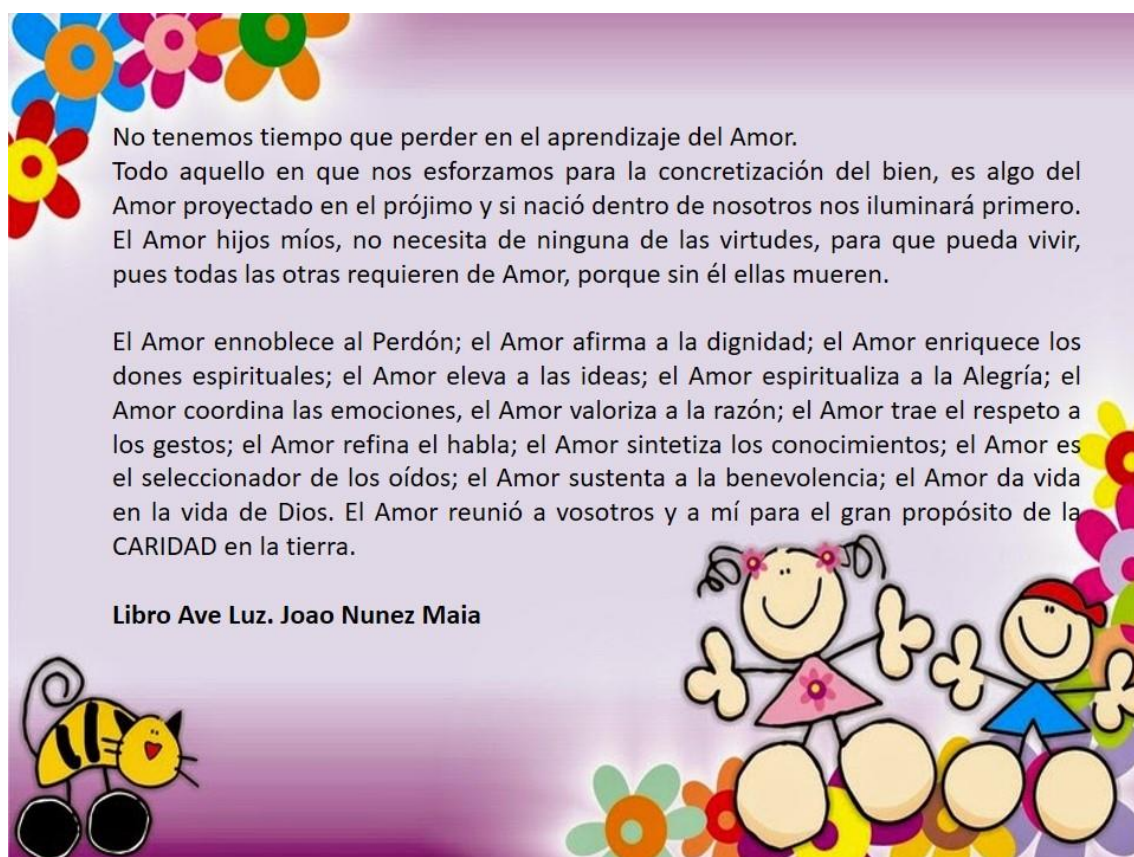 No tenemos tiempo que perder en el aprendizaje del Amor.
Todo aquello en que nos esforzamos para la concretización del bien, es algo del
Amor proyectado en el prójimo y si nació dentro de nosotros nos iluminará primero.
El Amor hijos míos, no necesita de ninguna de las virtudes, para que pueda vivir,
pues todas las otras requieren de Amor, porque sin él ellas mueren.
El Amor ennoblece al Perdón; el Amor afirma a la dignidad; el Amor enriquece los
dones espirituales; el Amor eleva a las ideas; el Amor espiritualiza a la Alegría; el
Amor coordina las emociones, el Amor valoriza a la razón; el Amor trae el respeto a
los gestos; el Amor refina el habla; el Amor sintetiza los conocimientos; el Amor es
el seleccionador de los oídos; el Amor sustenta a la benevolencia; el Amor da vida
en la vida de Dios. El Amor reunió a vosotros y a mí para el gran propósito de la
CARIDAD en la tierra.
Libro Ave Luz. Joao Nunez Maia